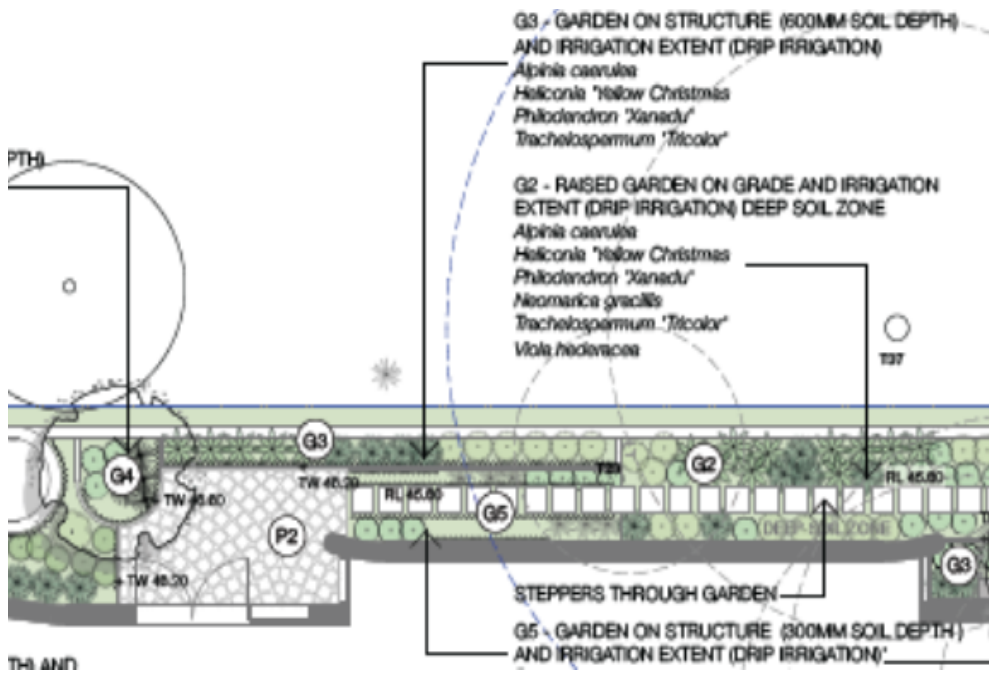 G3 - GARDEN ON STRUCTURE (600MM SOIL DEPTH)
AND IRRIGATION EXTENT (DRIP IRRIGATION)
Alpinia caerulea
Heliconia "Yellow Christmas
Philodendron "Xanadu"
Trachelospermum "Tricolor"
PTH)
G2 - RAISED GARDEN ON GRADE AND IRRIGATION
EXTENT (DRIP IRRIGATION) DEEP SOIL ZONE
Alpinia caerulea
Heliconia "Yellow Christmas
Philodendron "Xanadu"
Neomarica gracillis
Trachelospermum "Tricolor"
Viola hederacea
T37
G3
G4
TW 46.20
G2
RL 45.60
RL 45.60
G5
P2
DEEP SOIL ZONE
G3
TW 46.20
STEPPERS THROUGH GARDEN
G5 - GARDEN ON STRUCTURE (300MM SOIL DEPTH)
AND IRRIGATION EXTENT (DRIP IRRIGATION)"
TH) AND